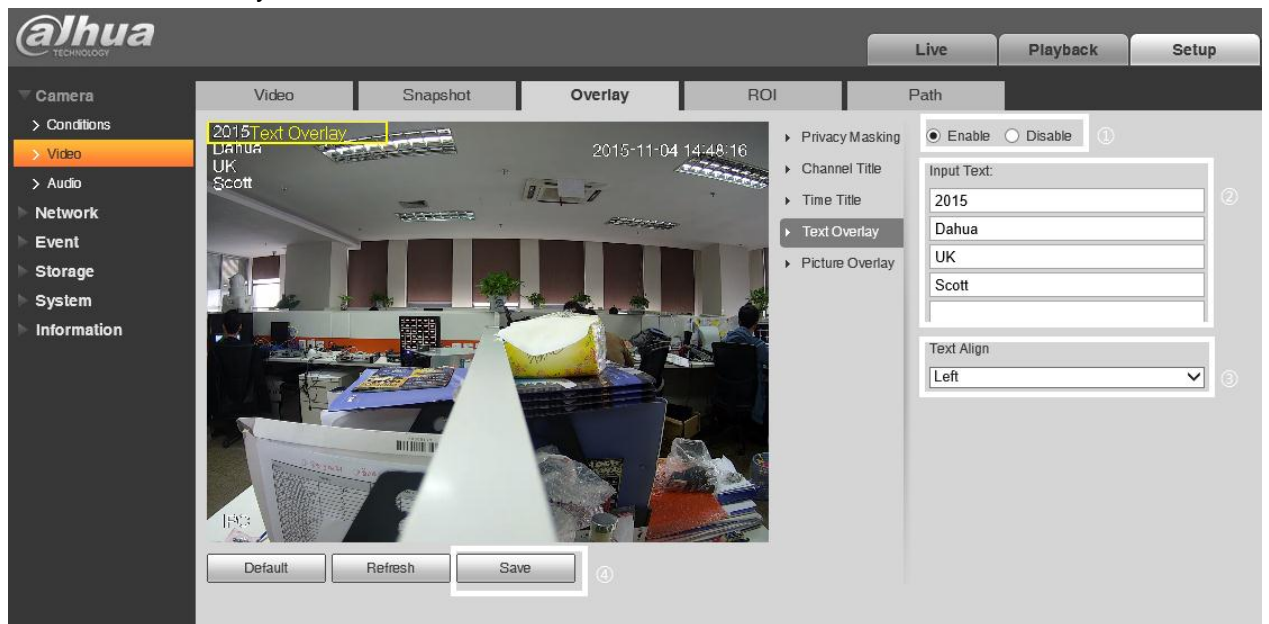 alhua
TECHNOLOGY
Live Playback Setup
Camera
Conditions
Video
Audio
Network
Event
Storage
System
Information
Video Snapshot Overlay ROI Path
2015Text Overlay
Dahua
UK
Scott
2015-11-04 14:48:16
IPC
Privacy Masking
Channel Title
Time Title
Text Overlay
Picture Overlay
Enable Disable ①
Input Text:
②
2015
Dahua
UK
Scott
Text Align
Left
③
Default Refresh Save ④